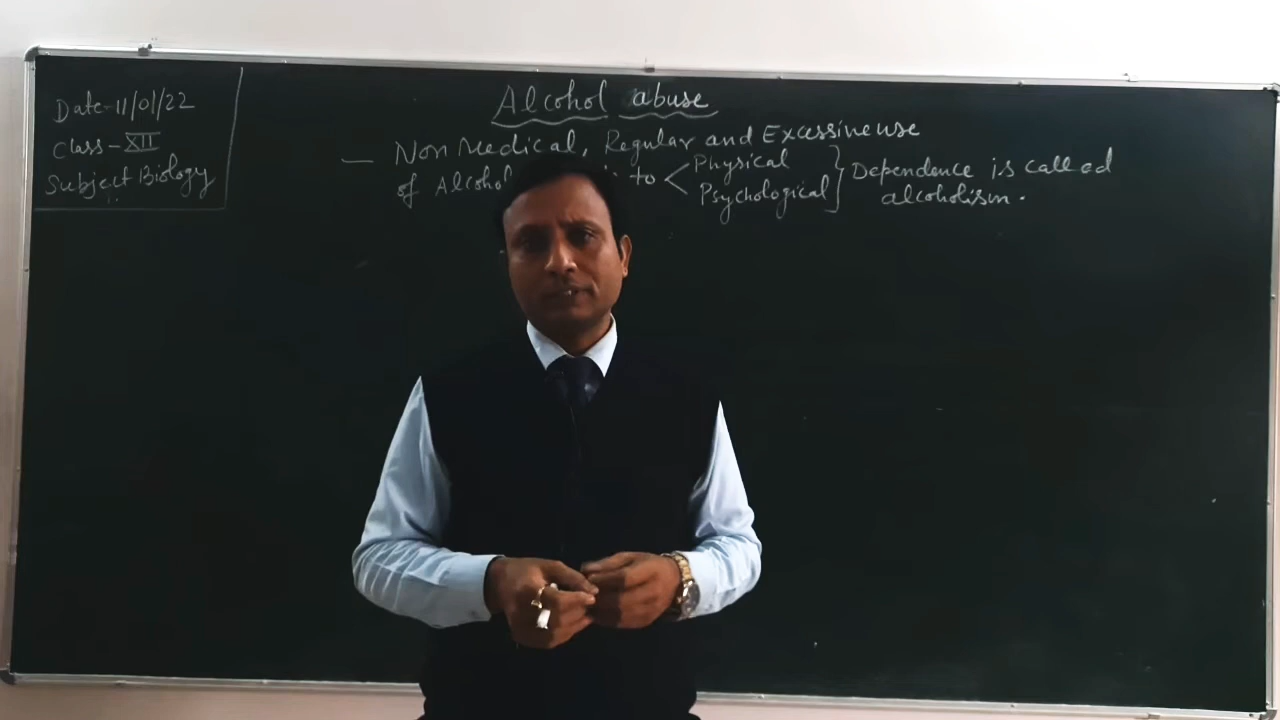 Date-11/01/22
Class-XII
Subject Biology
Alcohol abuse
— Non Medical, Regular and Excessive use
of Alcohol to < Physical
Psychological } Dependence is called
alcoholism.